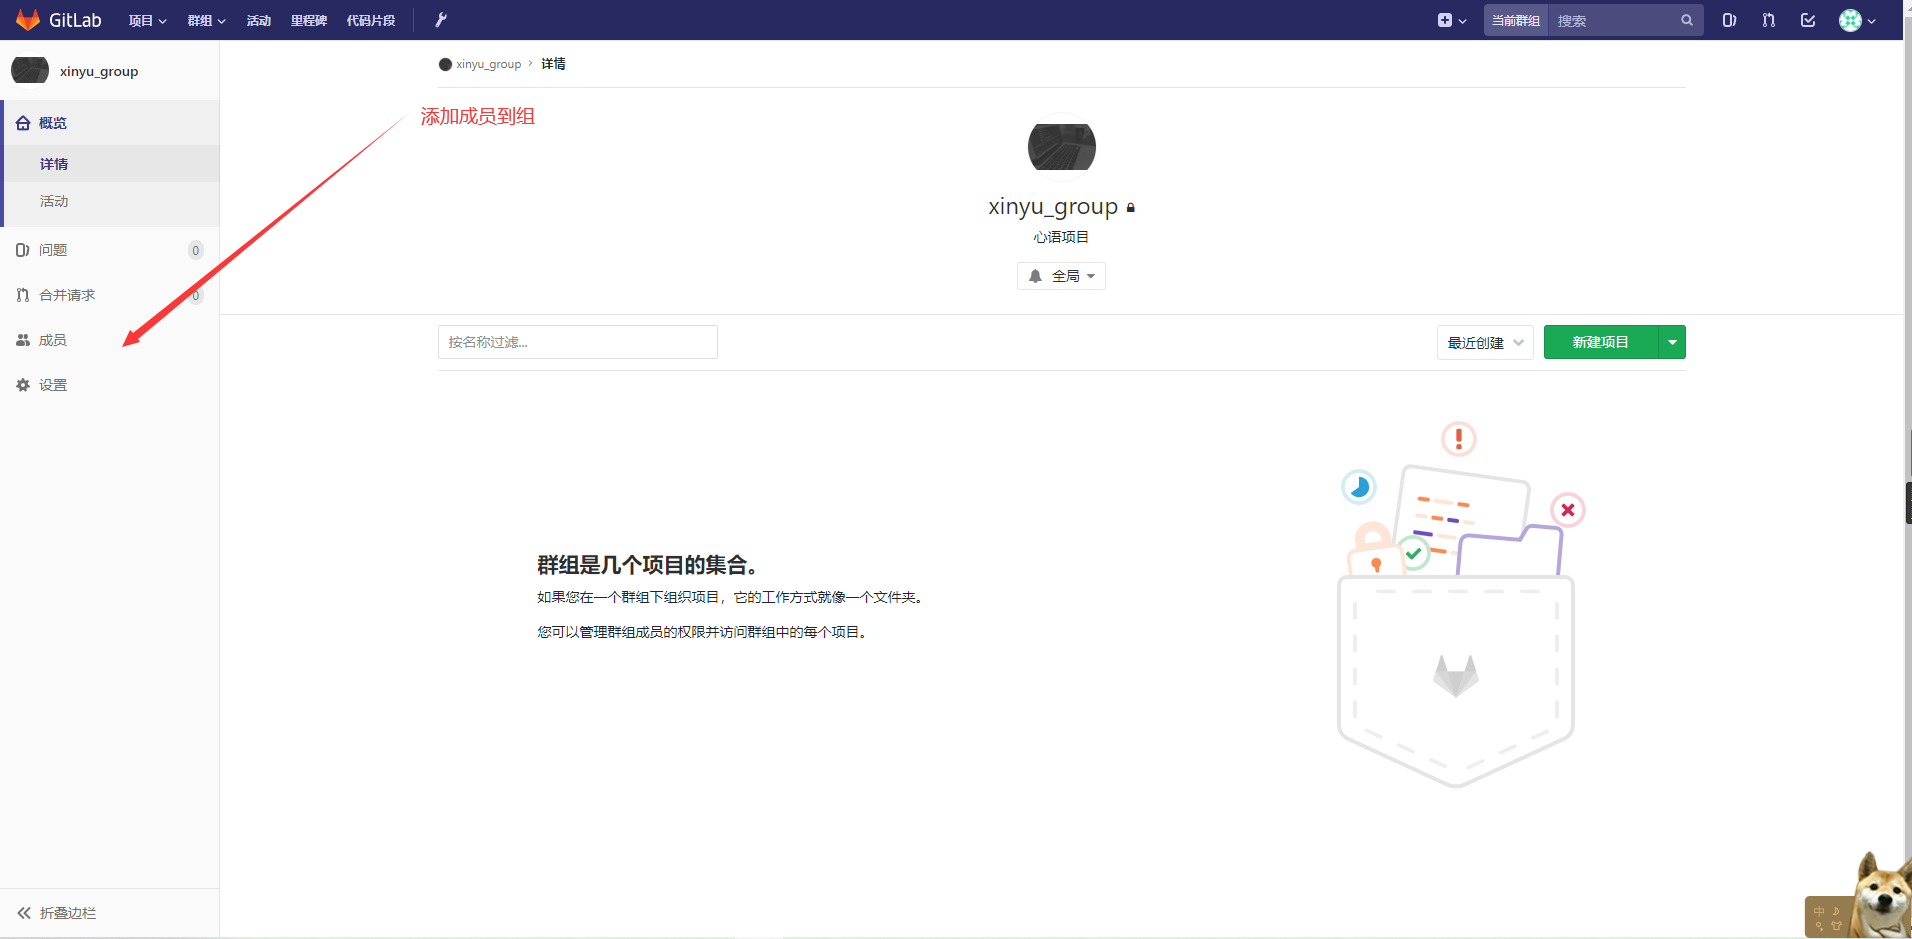 GitLab 项目 群组 活动 里程碑 代码片段 当前群组 搜索
xinyu_group
概览
详情
活动
问题 0
合并请求 0
成员
设置
折叠边栏
xinyu_group › 详情
添加成员到组
xinyu_group
心语项目
全局
按名称过滤...
最近创建
新建项目
群组是几个项目的集合。
如果您在一个群组下组织项目，它的工作方式就像一个文件夹。
您可以管理群组成员的权限并访问群组中的每个项目。
中